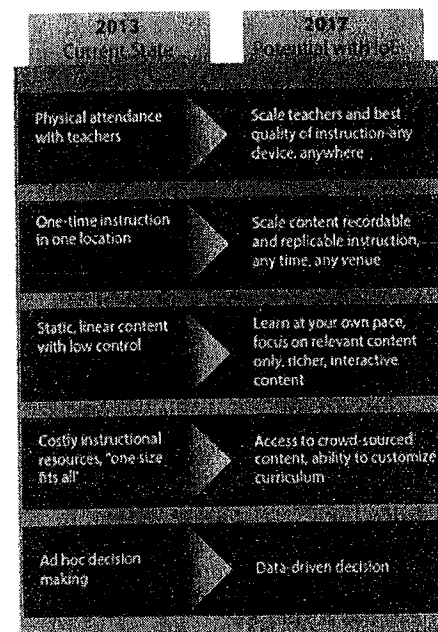 2013
Current State
2017
Potential with IoT
Physical attendance
with teachers
Scale teachers and best
quality of instruction-any
device, anywhere
One-time instruction
in one location
Scale content recordable
and replicable instruction,
any time, any venue
Static, linear content
with low control
Learn at your own pace,
focus on relevant content
only, richer, interactive
content
Costly instructional
resources, "one-size
fits all"
Access to crowd-sourced
content, ability to customize
curriculum
Ad hoc decision
making
Data-driven decision